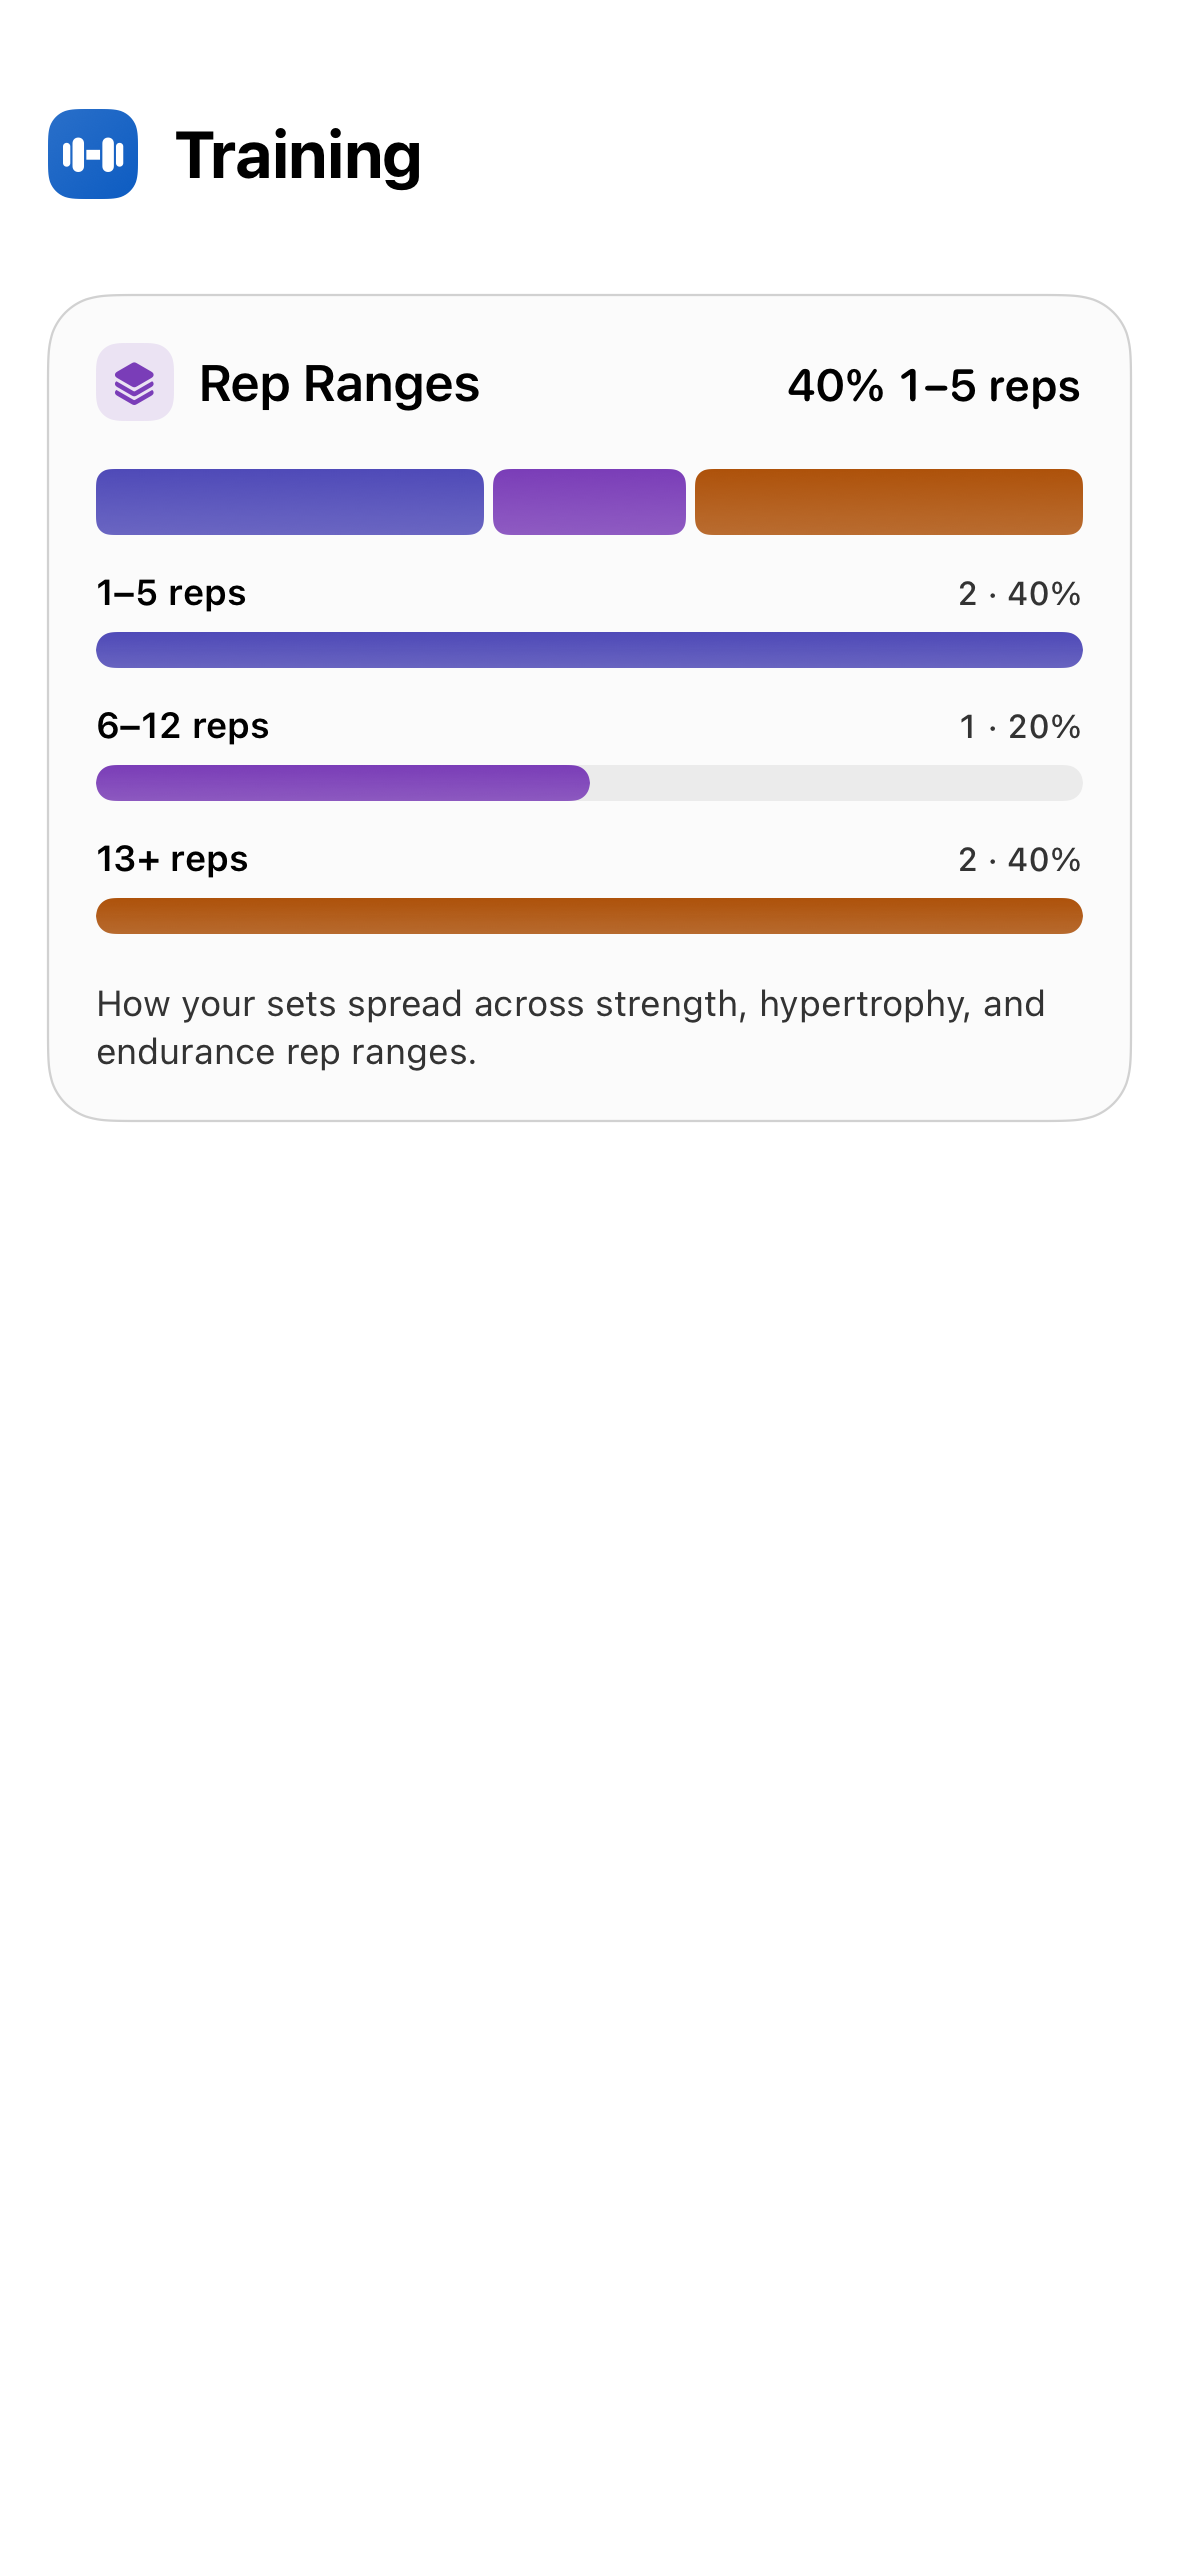 Training
Rep Ranges
40% 1–5 reps
1–5 reps
2 · 40%
6–12 reps
1 · 20%
13+ reps
2 · 40%
How your sets spread across strength, hypertrophy, and
endurance rep ranges.